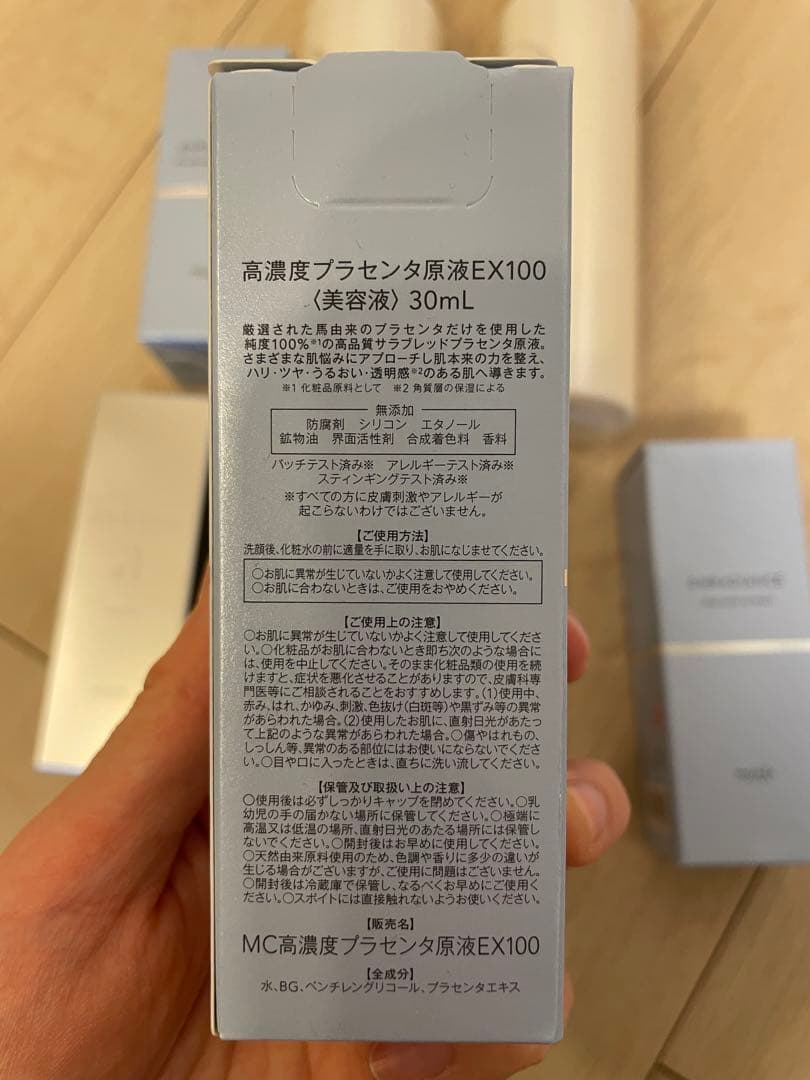 高濃度プラセンタ原液EX100
〈美容液〉 30mL
厳選された馬由来のプラセンタだけを使用した
純度100%※1の高品質サラブレッドプラセンタ原液。
さまざまな肌悩みにアプローチし肌本来の力を整え、
ハリ・ツヤ・うるおい・透明感※2のある肌へ導きます。
※1 化粧品原料として ※2 角質層の保湿による
無添加
防腐剤 シリコン エタノール
鉱物油 界面活性剤 合成着色料 香料
パッチテスト済み※ アレルギーテスト済み※
スティンギングテスト済み※
※すべての方に皮膚刺激やアレルギーが
起こらないわけではございません。
【ご使用方法】
洗顔後、化粧水の前に適量を手に取り、お肌になじませてください。
○お肌に異常が生じていないかよく注意して使用してください。
○お肌に合わないときは、ご使用をおやめください。
【ご使用上の注意】
○お肌に異常が生じていないかよく注意して使用してくださ
い。○化粧品がお肌に合わないとき即ち次のような場合に
は、使用を中止してください。そのまま化粧品類の使用を続
けますと、症状を悪化させることがありますので、皮膚科専
門医等にご相談されることをおすすめします。(1)使用中、
赤み、はれ、かゆみ、刺激、色抜け(白斑等)や黒ずみ等の異常
があらわれた場合。(2)使用したお肌に、直射日光があたっ
て上記のような異常があらわれた場合。○傷やはれもの、
しっしん等、異常のある部位にはお使いにならないでくださ
い。○目や口に入ったときは、直ちに洗い流してください。
【保管及び取扱い上の注意】
○使用後は必ずしっかりキャップを閉めてください。○乳
幼児の手の届かない場所に保管してください。○極端に
高温又は低温の場所、直射日光のあたる場所には保管し
ないでください。○開封後はお早めにご使用ください。
○天然由来原料使用のため、色調や香りに多少の違いが
生じる場合がございますが、ご使用に問題はございません。
○開封後は冷蔵庫で保管し、なるべくお早めにご使用くだ
さい。○スポイトには直接触れないようお使いください。
【販売名】
MC高濃度プラセンタ原液EX100
【全成分】
水、BG、ペンチレングリコール、プラセンタエキス